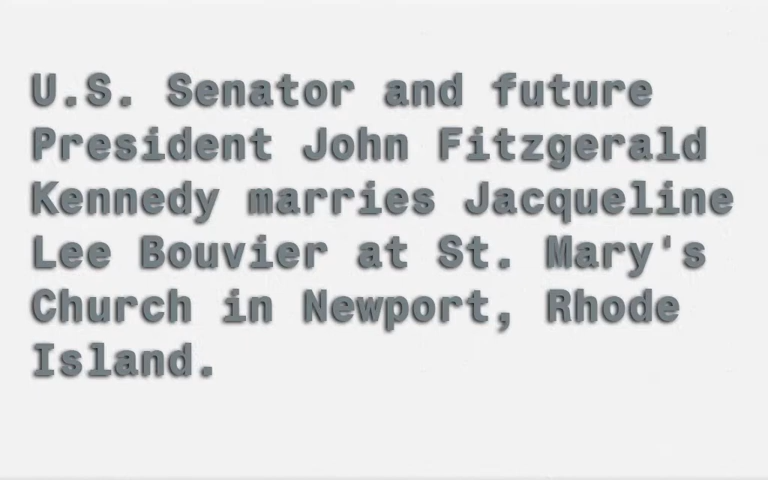 U.S. Senator and future
President John Fitzgerald
Kennedy marries Jacqueline
Lee Bouvier at St. Mary's
Church in Newport, Rhode
Island.